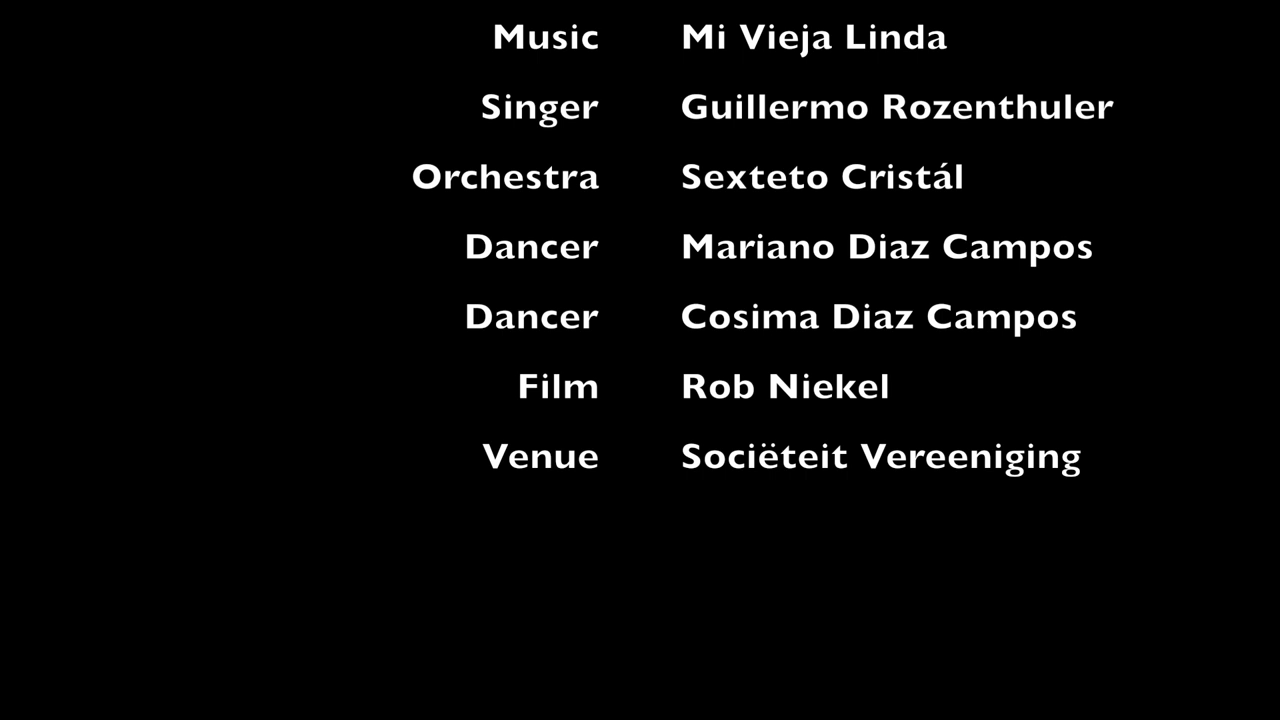 Music Mi Vieja Linda
Singer Guillermo Rozenthuler
Orchestra Sexteto Cristál
Dancer Mariano Diaz Campos
Dancer Cosima Diaz Campos
Film Rob Niekel
Venue Sociëteit Vereeniging